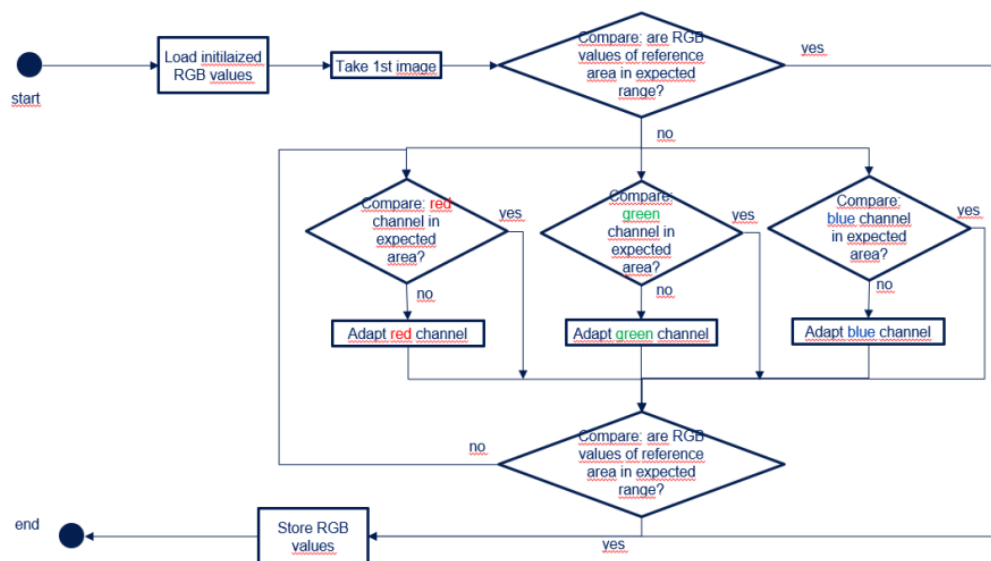 start
Load initilaized
RGB values
Take 1st image
Compare: are RGB
values of reference
area in expected
range?
yes
no
Compare: red
channel in
expected
area?
yes
no
Adapt red channel
Compare:
green
channel in
expected
area?
yes
no
Adapt green channel
Compare:
blue channel
in expected
area?
yes
no
Adapt blue channel
Compare: are RGB
values of reference
area in expected
range?
no
yes
Store RGB
values
end